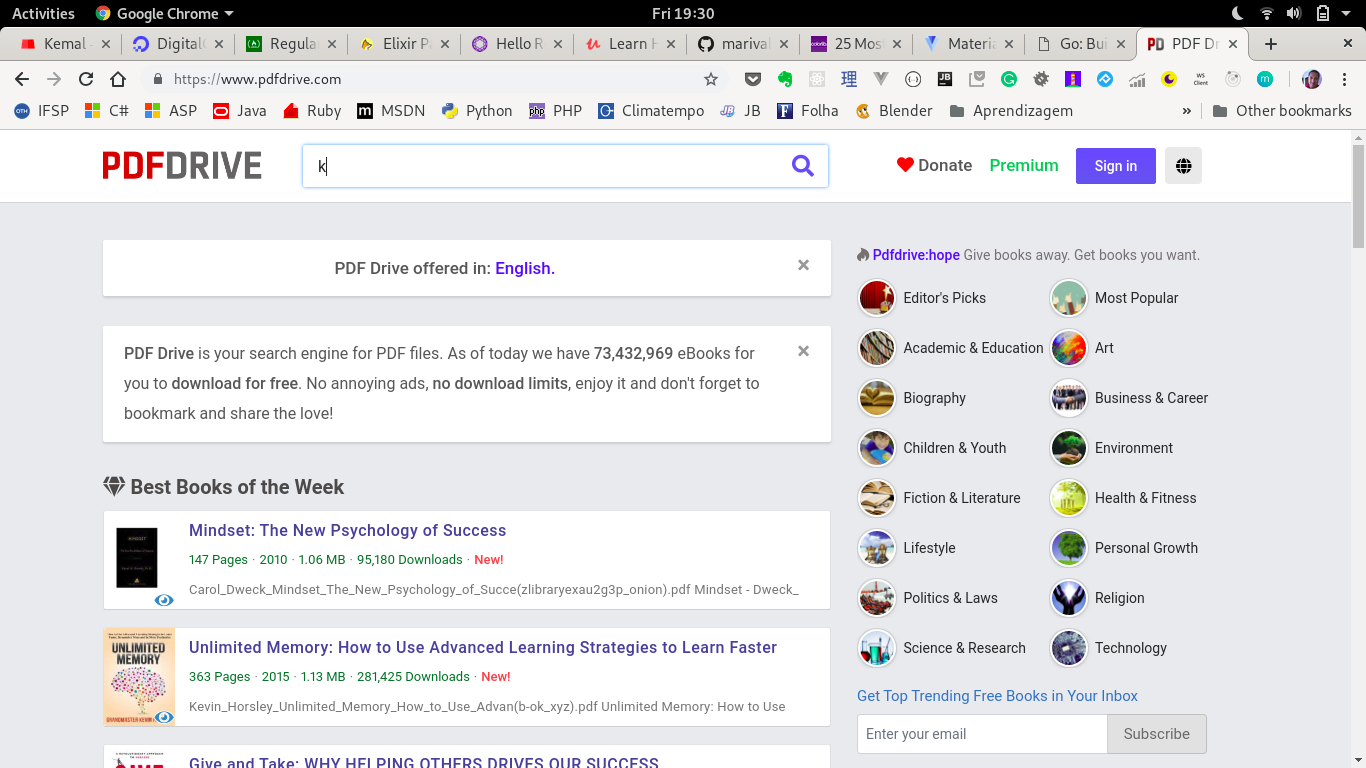 Activities Google Chrome Fri 19:30
Kemal - Digital Regula Elixir P Hello R Learn H marival 25 Mos Materia Go: Bui PDF Dr
https://www.pdfdrive.com
IFSP C# ASP Java Ruby MSDN Python PHP Climatempo JB Folha Blender Aprendizagem » Other bookmarks
PDFDRIVE k Donate Premium Sign in
PDF Drive offered in: English. ×
Pdfdrive:hope Give books away. Get books you want.
PDF Drive is your search engine for PDF files. As of today we have 73,432,969 eBooks for
you to download for free. No annoying ads, no download limits, enjoy it and don't forget to
bookmark and share the love!
Editor's Picks Most Popular
Academic & Education Art
Biography Business & Career
Children & Youth Environment
Fiction & Literature Health & Fitness
Lifestyle Personal Growth
Politics & Laws Religion
Science & Research Technology
Get Top Trending Free Books in Your Inbox
Enter your email Subscribe
Best Books of the Week
Mindset: The New Psychology of Success
147 Pages · 2010 · 1.06 MB · 95,180 Downloads · New!
Carol_Dweck_Mindset_The_New_Psychology_of_Succe(zlibraryexau2g3p_onion).pdf Mindset - Dweck_
UNLIMITED
MEMORY
Unlimited Memory: How to Use Advanced Learning Strategies to Learn Faster
363 Pages · 2015 · 1.13 MB · 281,425 Downloads · New!
Kevin_Horsley_Unlimited_Memory_How_to_Use_Advan(b-ok_xyz).pdf Unlimited Memory: How to Use
Give and Take: WHY HELPING OTHERS DRIVES OUR SUCCESS